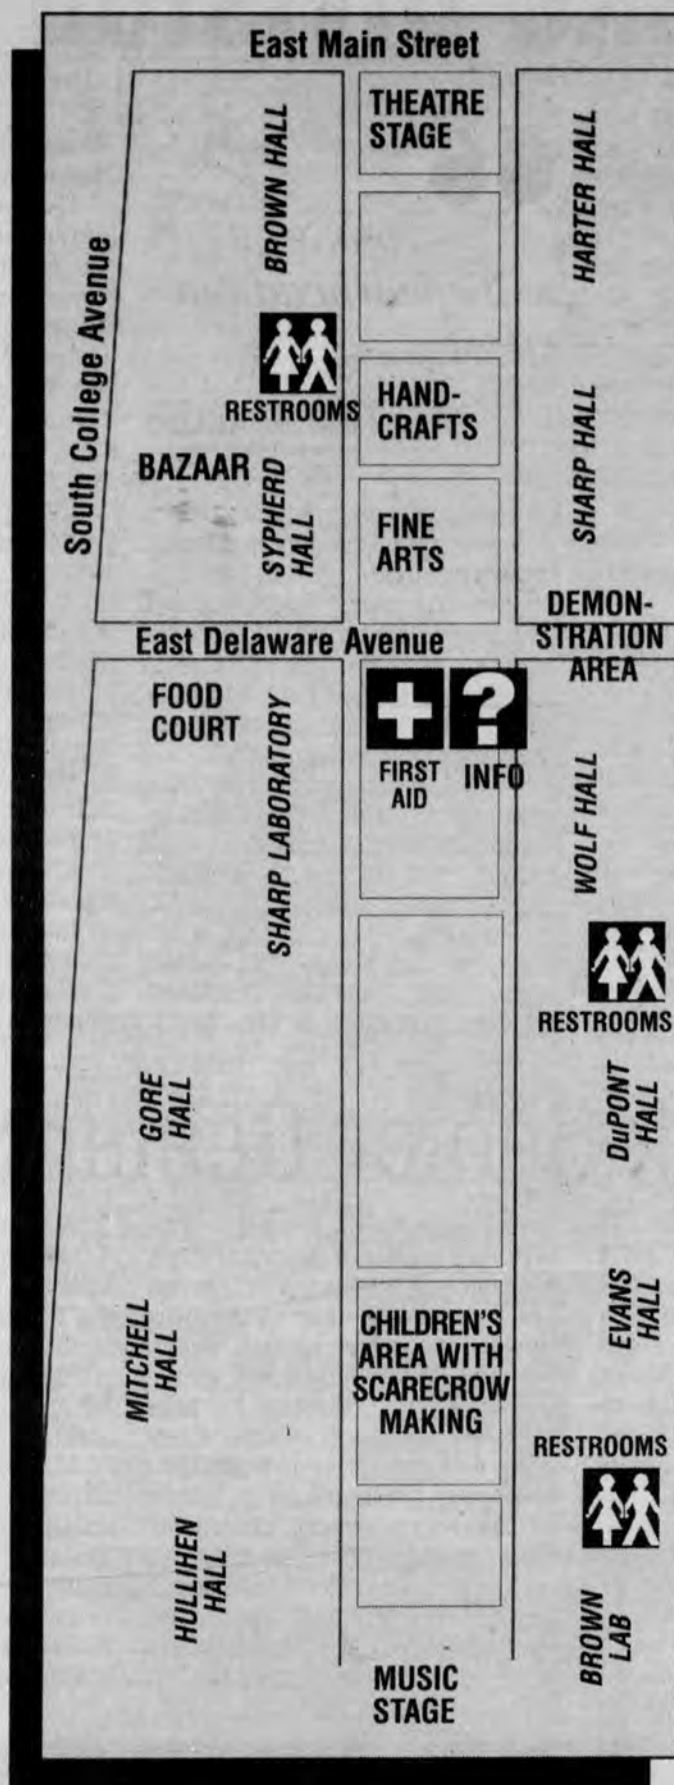 East Main Street
THEATRE
STAGE
BROWN HALL
HARTER HALL
South College Avenue
RESTROOMS
HAND-
CRAFTS
SHARP HALL
BAZAAR
SYPHERD
HALL
FINE
ARTS
DEMON-
STRATION
AREA
East Delaware Avenue
FOOD
COURT
SHARP LABORATORY
FIRST
AID
?
INFO
WOLF HALL
RESTROOMS
GORE
HALL
DuPONT
HALL
MITCHELL
HALL
CHILDREN'S
AREA WITH
SCARECROW
MAKING
EVANS
HALL
RESTROOMS
HULLIHEN
HALL
BROWN
LAB
MUSIC
STAGE